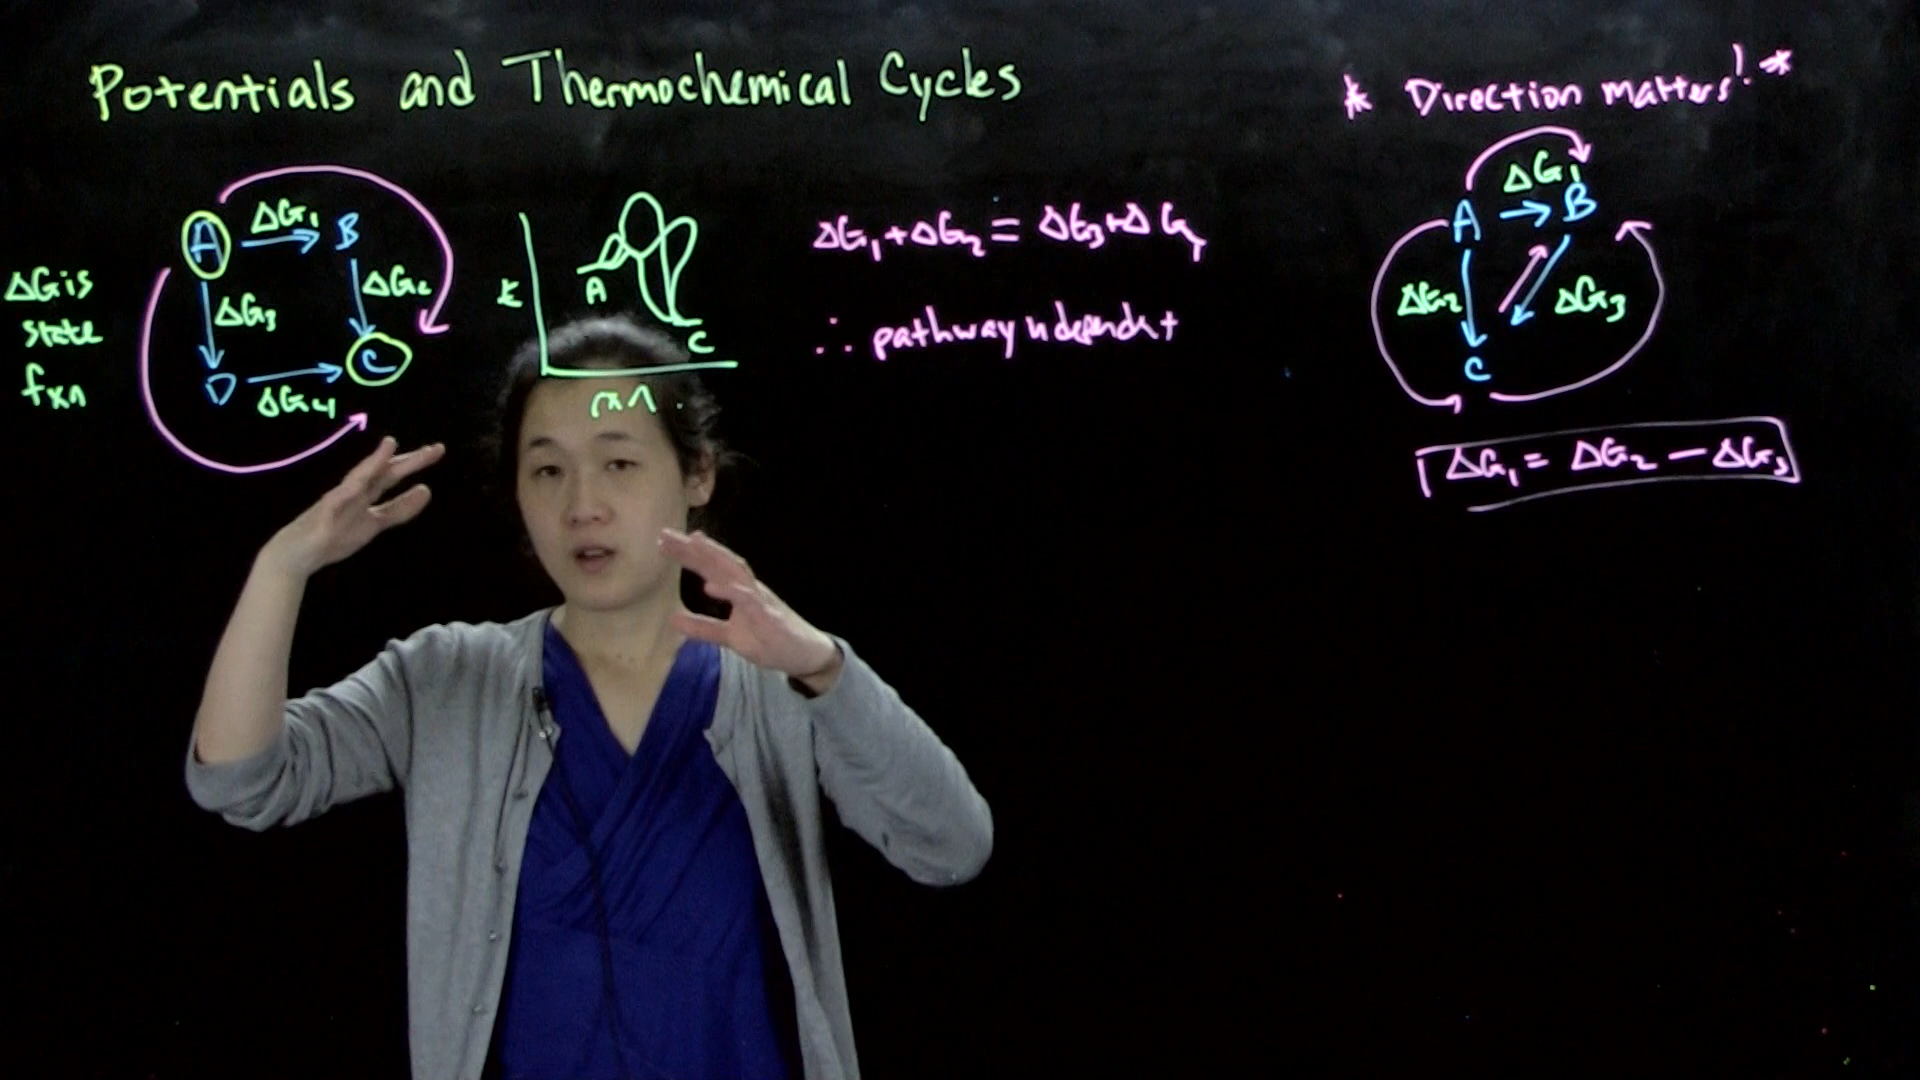 Potentials and Thermochemical Cycles
ΔG is
state
fxn
A ΔG1 B
ΔG3 ΔG2
D ΔG4 C
E
A
C
rxn
ΔG1+ΔG2 = ΔG3+ΔG4
∴ pathway independent
* Direction matters! *
ΔG1
A B
ΔG2 ΔG3
C
ΔG1 = ΔG2 − ΔG3